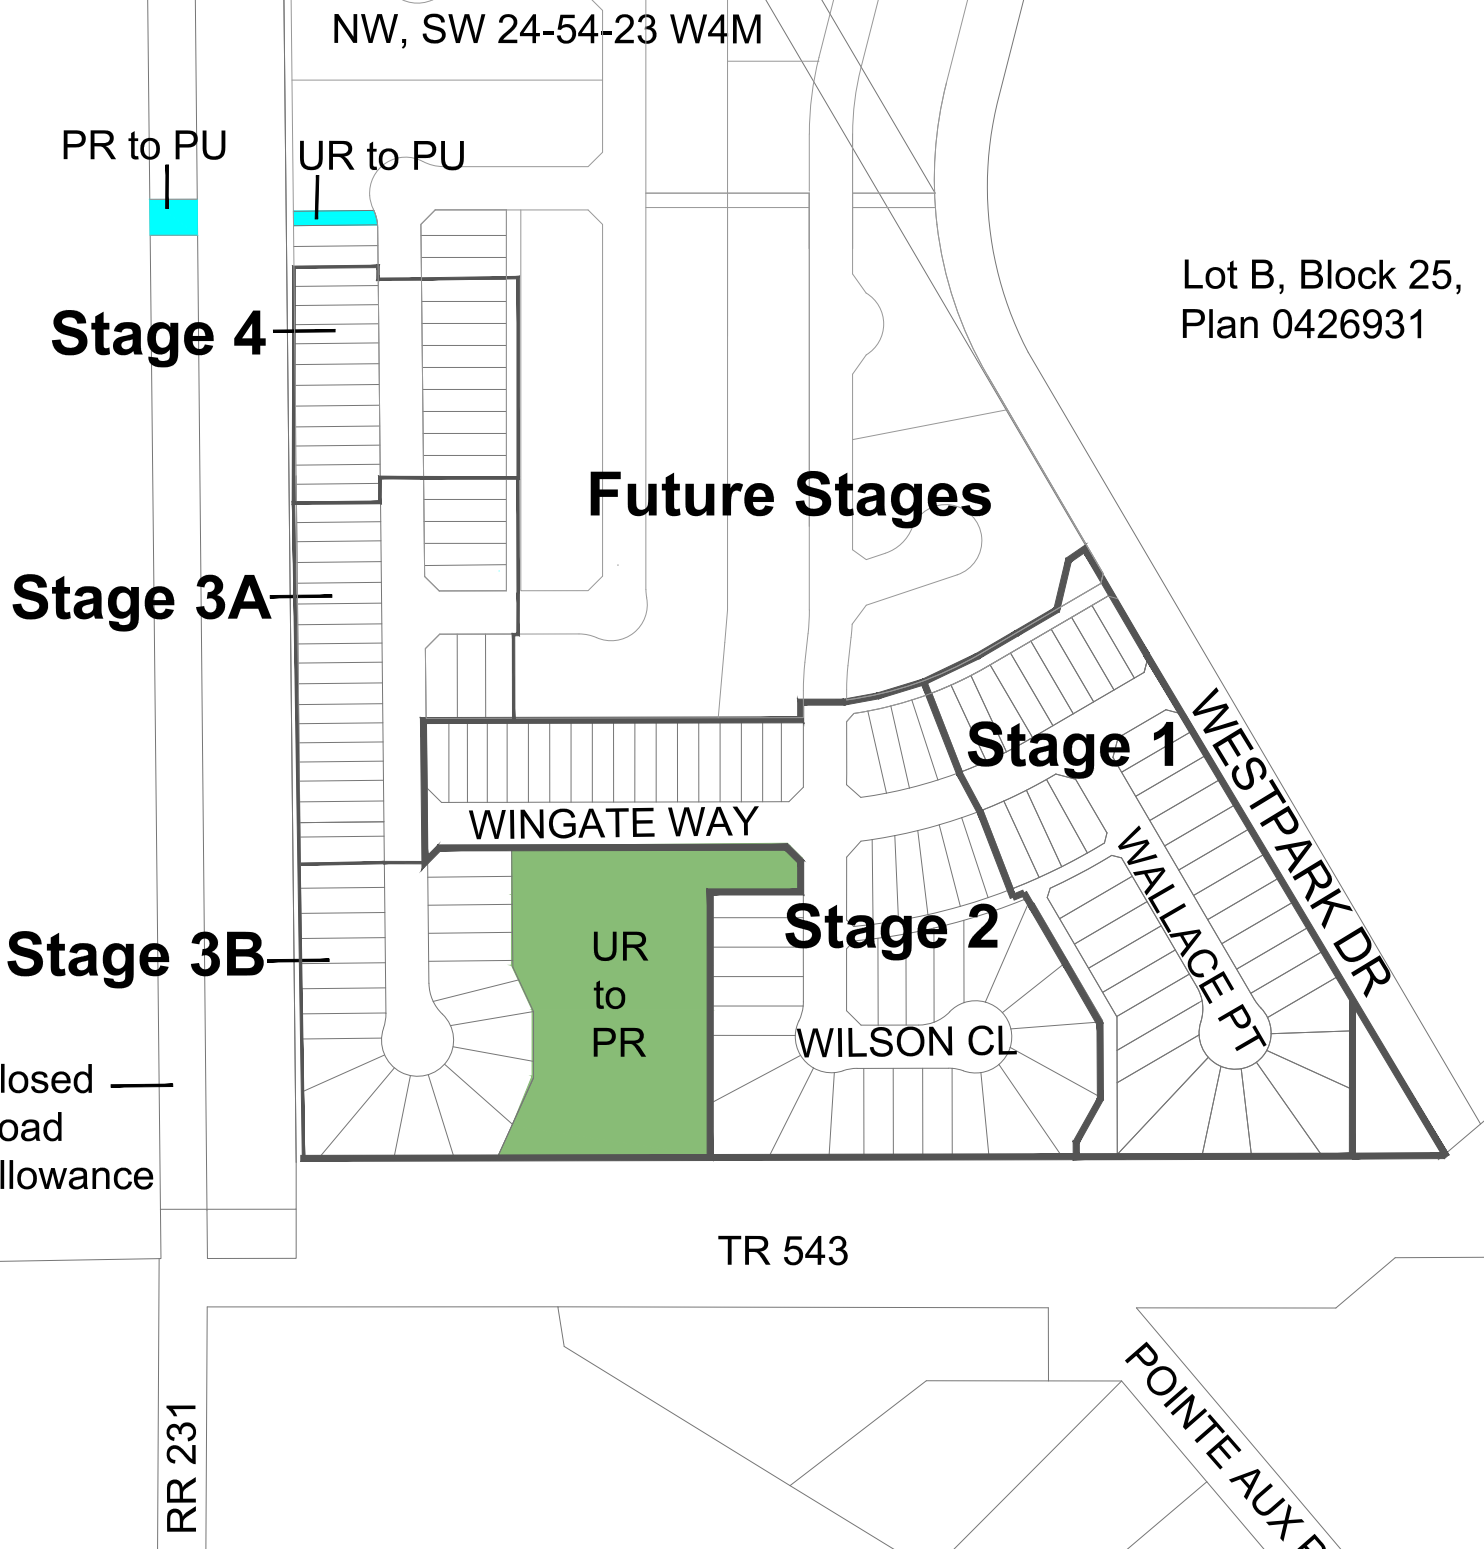 NW, SW 24-54-23 W4M
PR to PU
UR to PU
Lot B, Block 25,
Plan 0426931
Stage 4
Future Stages
Stage 3A
Stage 1
WESTPARK DR
WINGATE WAY
WALLACE PT
Stage 2
Stage 3B
UR
to
PR
WILSON CL
losed
oad
llowance
TR 543
RR 231
POINTE AUX